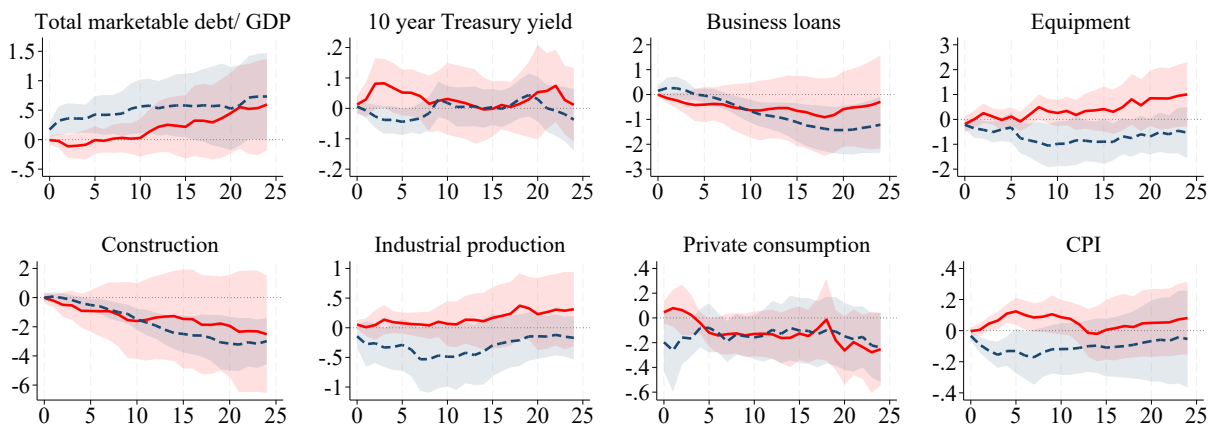 Total marketable debt/ GDP
1.5
1
.5
0
-.5
0 5 10 15 20 25
10 year Treasury yield
.2
.1
0
-.1
-.2
0 5 10 15 20 25
Business loans
2
1
0
-1
-2
-3
0 5 10 15 20 25
Equipment
3
2
1
0
-1
-2
0 5 10 15 20 25
Construction
2
0
-2
-4
-6
0 5 10 15 20 25
Industrial production
1
.5
0
-.5
-1
0 5 10 15 20 25
Private consumption
.4
.2
0
-.2
-.4
-.6
0 5 10 15 20 25
CPI
.4
.2
0
-.2
-.4
0 5 10 15 20 25